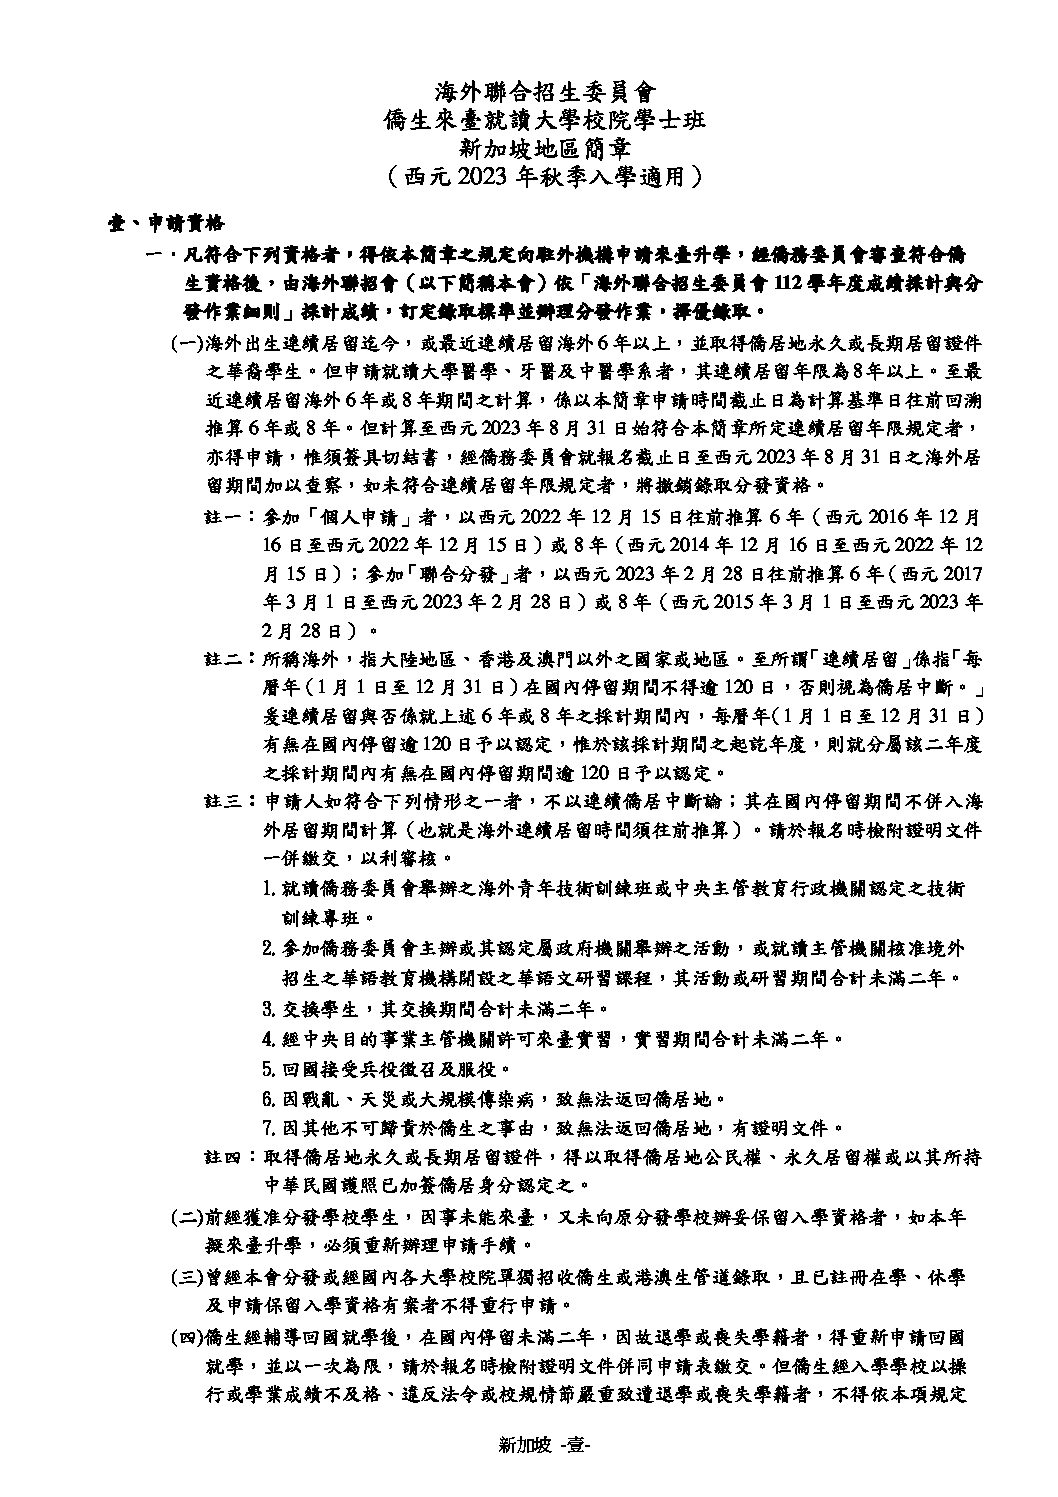 海外聯合招生委員會
僑生來臺就讀大學校院學士班
新加坡地區簡章
（西元 2023 年秋季入學適用）
壹、申請資格
一．凡符合下列資格者，得依本簡章之規定向駐外機構申請來臺升學，經僑務委員會審查符合僑
生資格後，由海外聯招會（以下簡稱本會）依「海外聯合招生委員會 112 學年度成績採計與分
發作業細則」採計成績，訂定錄取標準並辦理分發作業，擇優錄取。
(一)海外出生連續居留迄今，或最近連續居留海外 6 年以上，並取得僑居地永久或長期居留證件
之華裔學生。但申請就讀大學醫學、牙醫及中醫學系者，其連續居留年限為 8 年以上。至最
近連續居留海外 6 年或 8 年期間之計算，係以本簡章申請時間截止日為計算基準日往前回溯
推算 6 年或 8 年。但計算至西元 2023 年 8 月 31 日始符合本簡章所定連續居留年限規定者，
亦得申請，惟須簽具切結書，經僑務委員會就報名截止日至西元 2023 年 8 月 31 日之海外居
留期間加以查察，如未符合連續居留年限規定者，將撤銷錄取分發資格。
註一：參加「個人申請」者，以西元 2022 年 12 月 15 日往前推算 6 年（西元 2016 年 12 月
16 日至西元 2022 年 12 月 15 日）或 8 年（西元 2014 年 12 月 16 日至西元 2022 年 12
月 15 日）；參加「聯合分發」者，以西元 2023 年 2 月 28 日往前推算 6 年（西元 2017
年 3 月 1 日至西元 2023 年 2 月 28 日）或 8 年（西元 2015 年 3 月 1 日至西元 2023 年
2 月 28 日）。
註二：所稱海外，指大陸地區、香港及澳門以外之國家或地區。至所謂「連續居留」係指「每
曆年（1 月 1 日至 12 月 31 日）在國內停留期間不得逾 120 日，否則視為僑居中斷。」
爰連續居留與否係就上述 6 年或 8 年之採計期間內，每曆年（1 月 1 日至 12 月 31 日）
有無在國內停留逾 120 日予以認定，惟於該採計期間之起訖年度，則就分屬該二年度
之採計期間內有無在國內停留期間逾 120 日予以認定。
註三：申請人如符合下列情形之一者，不以連續僑居中斷論；其在國內停留期間不併入海
外居留期間計算（也就是海外連續居留時間須往前推算）。請於報名時檢附證明文件
一併繳交，以利審核。
1. 就讀僑務委員會舉辦之海外青年技術訓練班或中央主管教育行政機關認定之技術
訓練專班。
2. 參加僑務委員會主辦或其認定屬政府機關舉辦之活動，或就讀主管機關核准境外
招生之華語教育機構開設之華語文研習課程，其活動或研習期間合計未滿二年。
3. 交換學生，其交換期間合計未滿二年。
4. 經中央目的事業主管機關許可來臺實習，實習期間合計未滿二年。
5. 回國接受兵役徵召及服役。
6. 因戰亂、天災或大規模傳染病，致無法返回僑居地。
7. 因其他不可歸責於僑生之事由，致無法返回僑居地，有證明文件。
註四：取得僑居地永久或長期居留證件，得以取得僑居地公民權、永久居留權或以其所持
中華民國護照已加簽僑居身分認定之。
(二)前經獲准分發學校學生，因事未能來臺，又未向原分發學校辦妥保留入學資格者，如本年
擬來臺升學，必須重新辦理申請手續。
(三)曾經本會分發或經國內各大學校院單獨招收僑生或港澳生管道錄取，且已註冊在學、休學
及申請保留入學資格有案者不得重行申請。
(四)僑生經輔導回國就學後，在國內停留未滿二年，因故退學或喪失學籍者，得重新申請回國
就學，並以一次為限，請於報名時檢附證明文件併同申請表繳交。但僑生經入學學校以操
行或學業成績不及格、違反法令或校規情節嚴重致遭退學或喪失學籍者，不得依本項規定
新加坡 -壹-